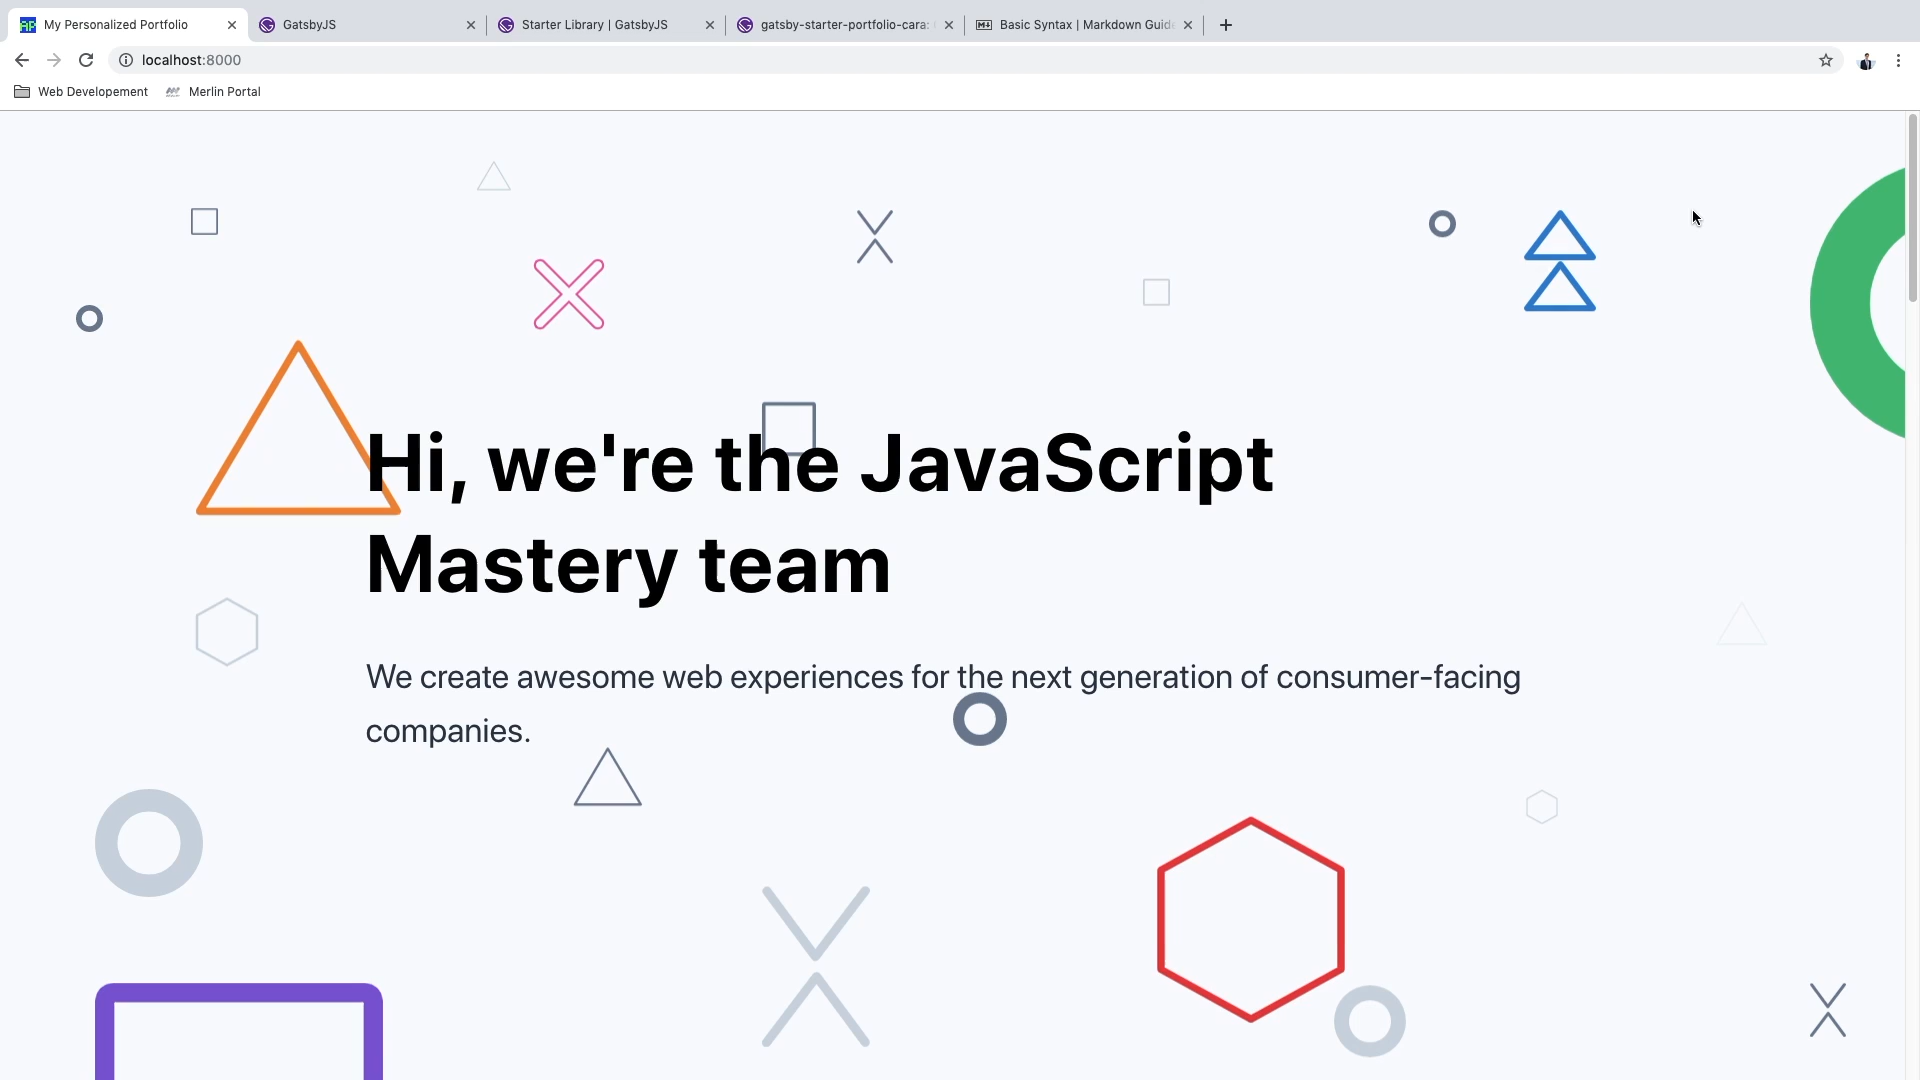 My Personalized Portfolio
GatsbyJS
Starter Library | GatsbyJS
gatsby-starter-portfolio-cara:
Basic Syntax | Markdown Guide
localhost:8000
Web Developement
Merlin Portal
Hi, we're the JavaScript
Mastery team
We create awesome web experiences for the next generation of consumer-facing
companies.